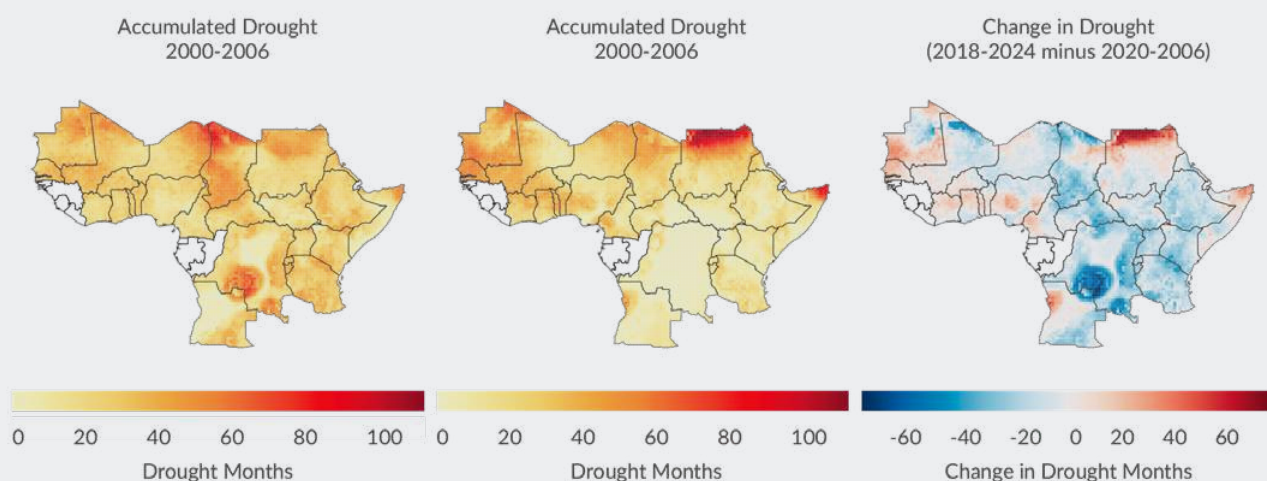 Accumulated Drought
2000-2006
Accumulated Drought
2000-2006
Change in Drought
(2018-2024 minus 2020-2006)
0 20 40 60 80 100
Drought Months
0 20 40 60 80 100
Drought Months
-60 -40 -20 0 20 40 60
Change in Drought Months